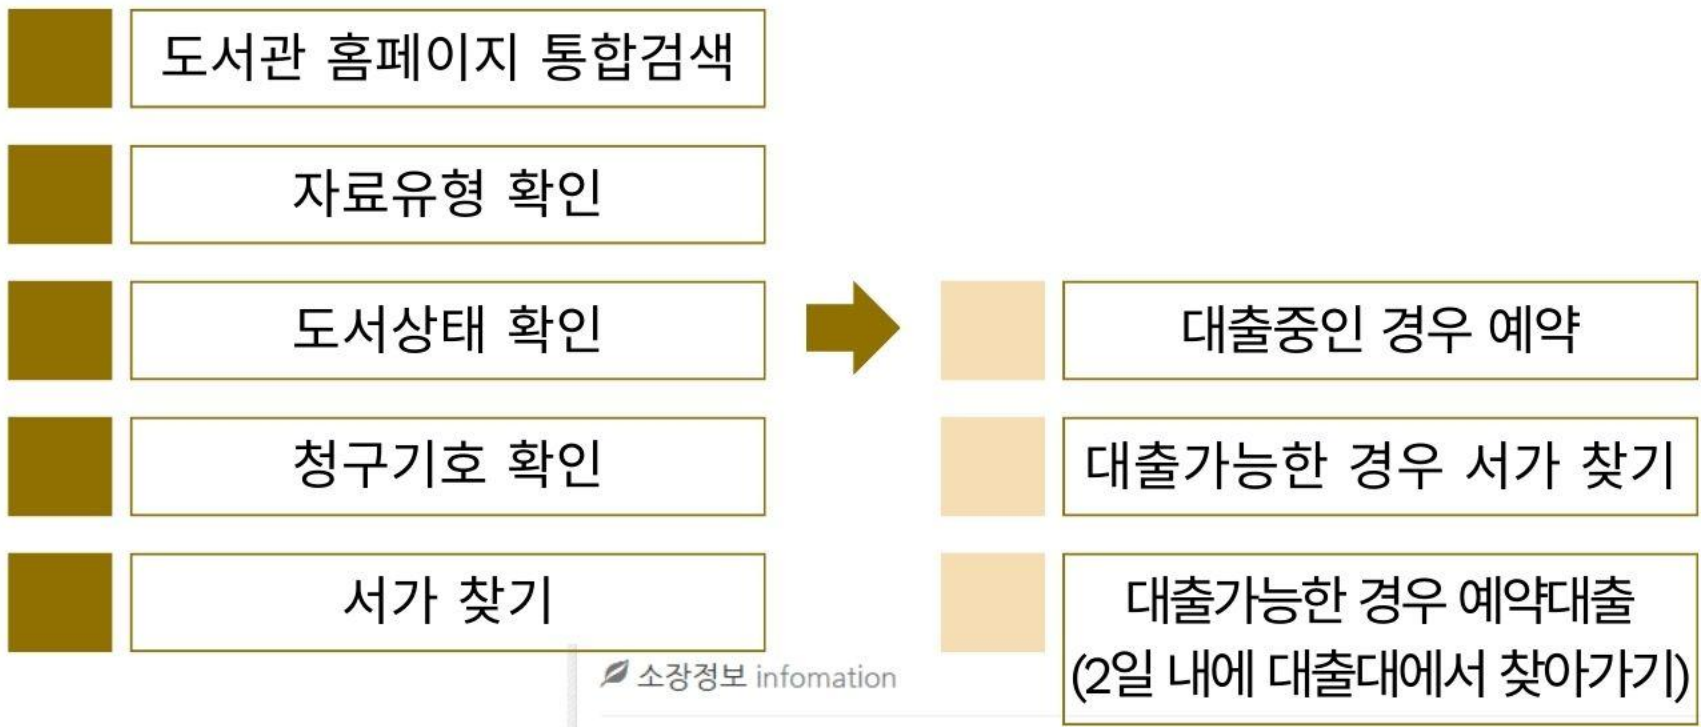 도서관 홈페이지 통합검색
자료유형 확인
도서상태 확인
청구기호 확인
서가 찾기
대출중인 경우 예약
대출가능한 경우 서가 찾기
대출가능한 경우 예약대출
(2일 내에 대출대에서 찾아가기)
소장정보 infomation